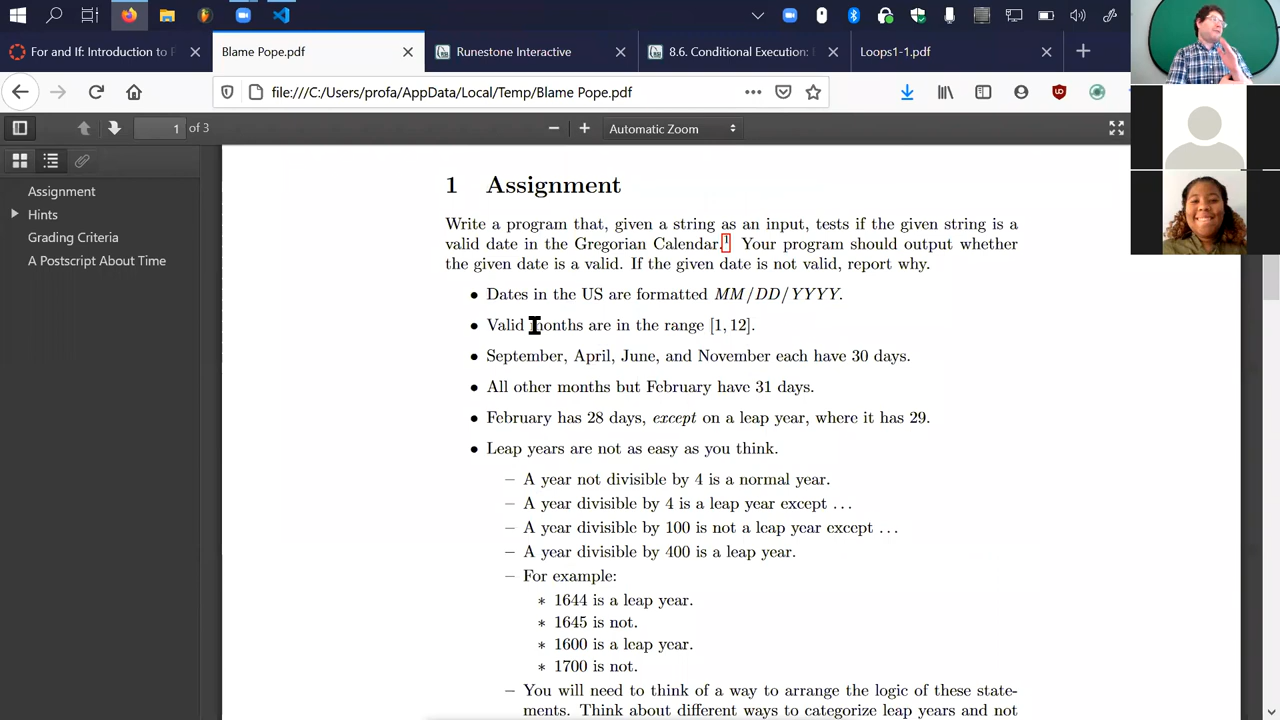 For and If: Introduction to
Blame Pope.pdf
Runestone Interactive
8.6. Conditional Execution:
Loops1-1.pdf
file:///C:/Users/profa/AppData/Local/Temp/Blame Pope.pdf
1 of 3
Automatic Zoom
Assignment
Hints
Grading Criteria
A Postscript About Time
1 Assignment
Write a program that, given a string as an input, tests if the given string is a
valid date in the Gregorian Calendar.1 Your program should output whether
the given date is a valid. If the given date is not valid, report why.
• Dates in the US are formatted MM/DD/YYYY.
• Valid months are in the range [1, 12].
• September, April, June, and November each have 30 days.
• All other months but February have 31 days.
• February has 28 days, except on a leap year, where it has 29.
• Leap years are not as easy as you think.
– A year not divisible by 4 is a normal year.
– A year divisible by 4 is a leap year except ...
– A year divisible by 100 is not a leap year except ...
– A year divisible by 400 is a leap year.
– For example:
* 1644 is a leap year.
* 1645 is not.
* 1600 is a leap year.
* 1700 is not.
– You will need to think of a way to arrange the logic of these state-
ments. Think about different ways to categorize leap years and not